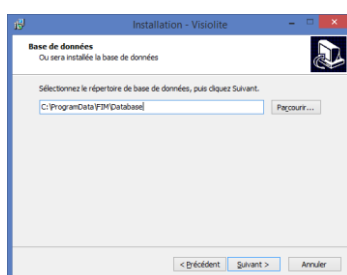 Installation - Visiolite
Base de données
Ou sera installée la base de données
Sélectionnez le répertoire de base de données, puis cliquez Suivant.
C:\ProgramData\FIM\Database
Parcourir...
< Précédent
Suivant >
Annuler